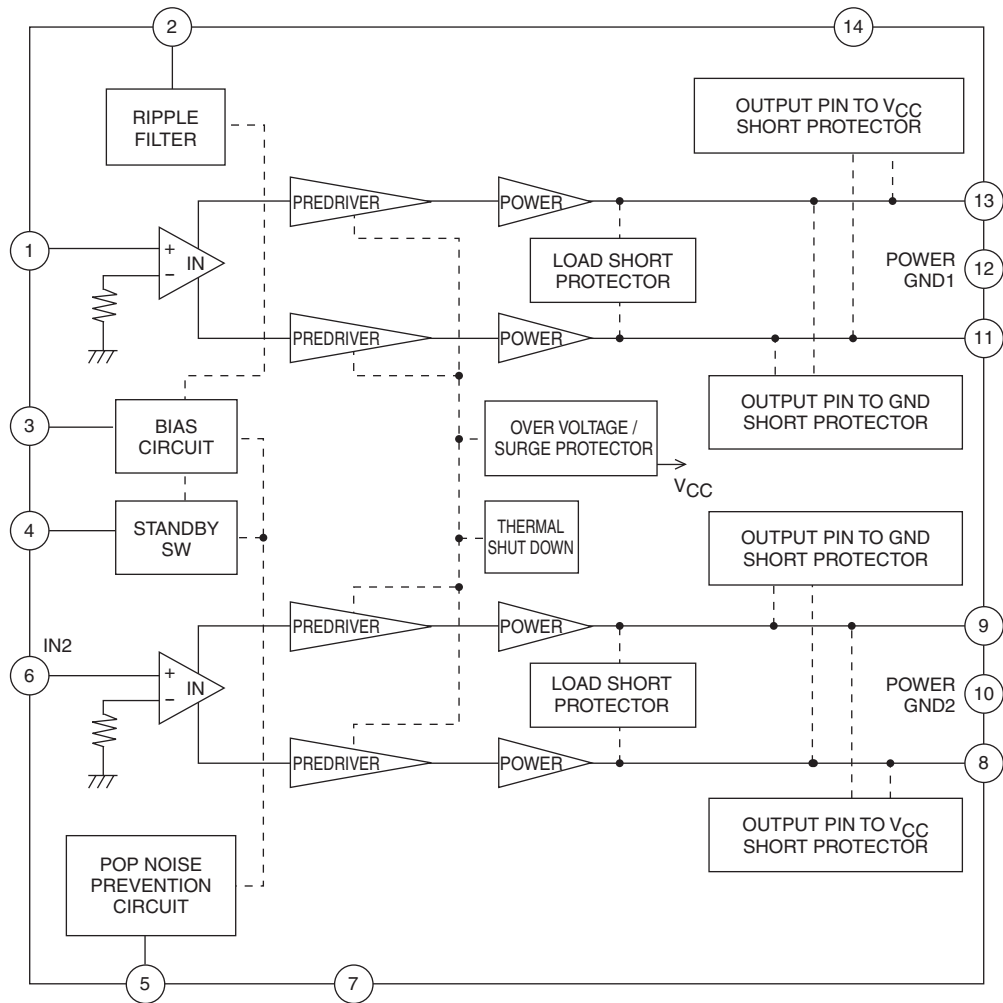 2
14
RIPPLE
FILTER
OUTPUT PIN TO VCC
SHORT PROTECTOR
PREDRIVER
POWER
13
1
+
IN
−
LOAD SHORT
PROTECTOR
POWER
GND1
12
PREDRIVER
POWER
11
3
BIAS
CIRCUIT
OVER VOLTAGE /
SURGE PROTECTOR
VCC
OUTPUT PIN TO GND
SHORT PROTECTOR
4
STANDBY
SW
THERMAL
SHUT DOWN
OUTPUT PIN TO GND
SHORT PROTECTOR
PREDRIVER
POWER
9
IN2
6
+
IN
−
LOAD SHORT
PROTECTOR
POWER
GND2
10
PREDRIVER
POWER
8
OUTPUT PIN TO VCC
SHORT PROTECTOR
POP NOISE
PREVENTION
CIRCUIT
5
7